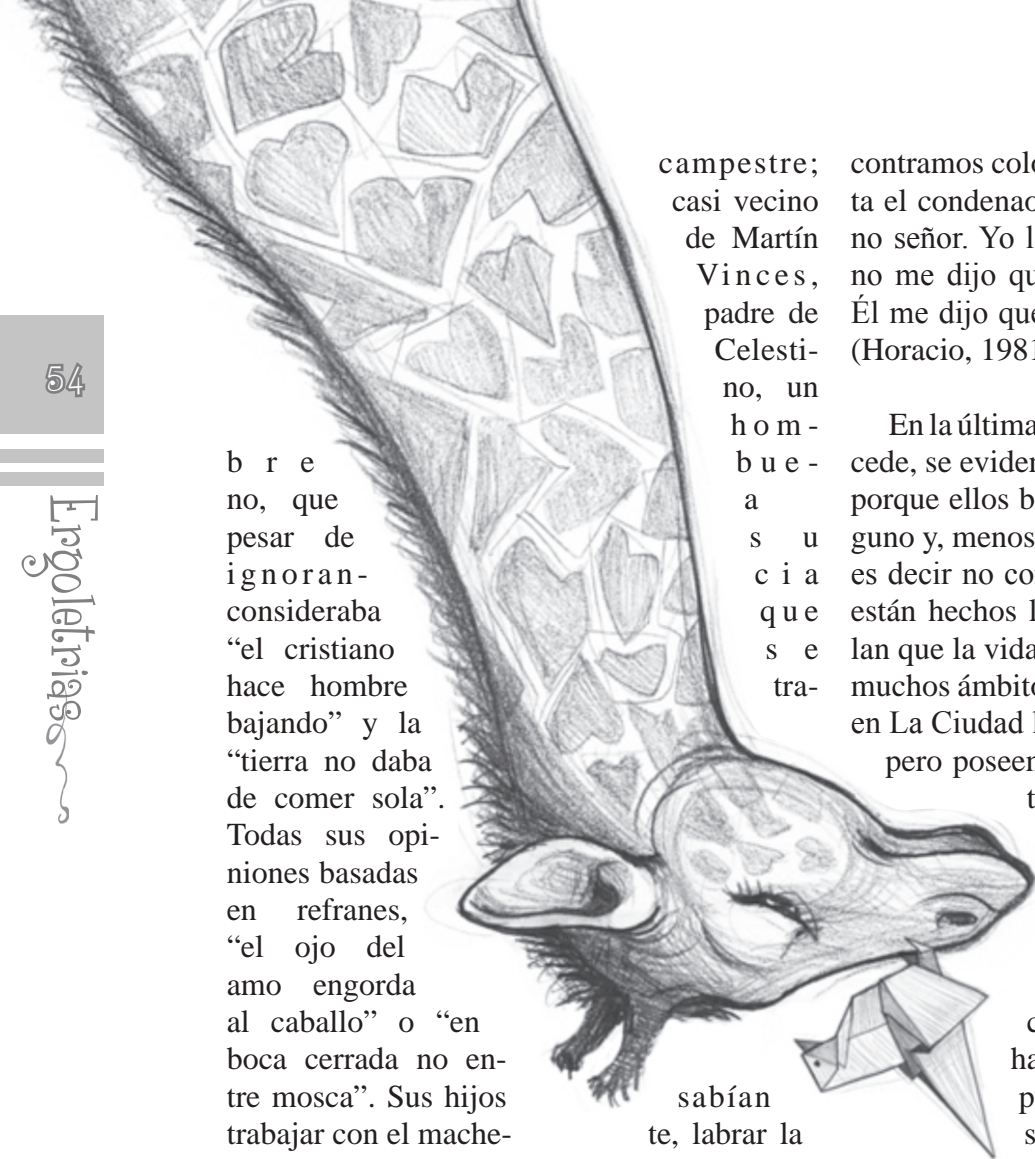 54
Ergoletrías
campestre;
casi vecino
de Martín
Vinces,
padre de
Celesti-
no, un
hom-
bre bue-
no, que a
pesar de su
ignoran- cia
consideraba que
“el cristiano se
hace hombre tra-
bajando” y la
“tierra no daba
de comer sola”.
Todas sus opi-
niones basadas
en refranes,
“el ojo del
amo engorda
al caballo” o “en
boca cerrada no en-
tre mosca”. Sus hijos sabían
trabajar con el mache- te, labrar la
contramos colo
ta el condenao
no señor. Yo l
no me dijo qu
Él me dijo que
(Horacio, 1981
En la última
cede, se eviden
porque ellos b
guno y, menos
es decir no co
están hechos l
lan que la vida
muchos ámbito
en La Ciudad
pero poseen
t
c
ha
p
s